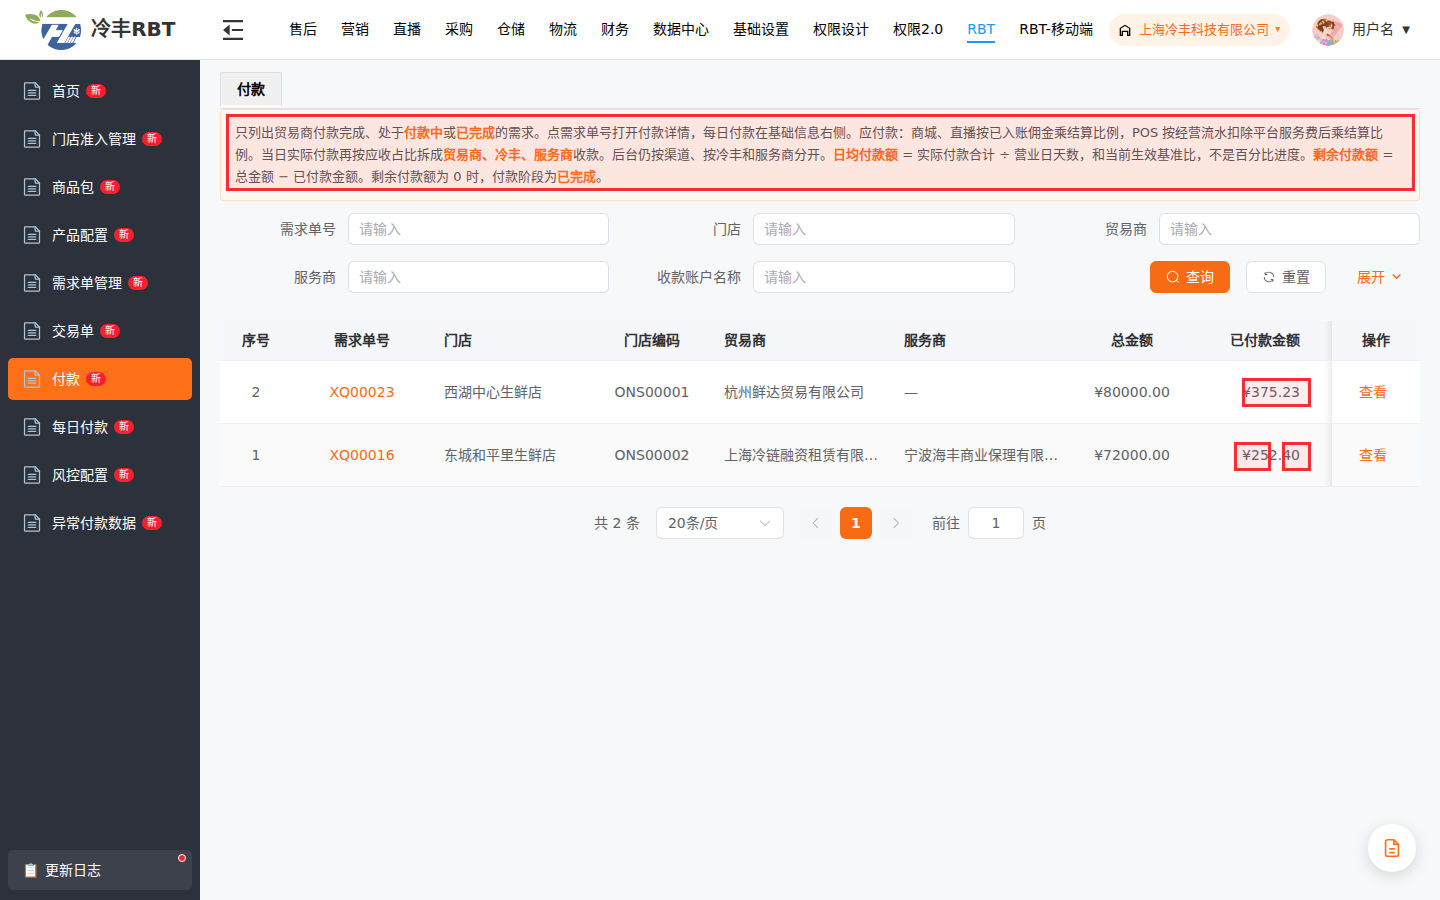 冷丰RBT
售后 营销 直播 采购 仓储 物流 财务 数据中心 基础设置 权限设计 权限2.0 RBT RBT-移动端 上海冷丰科技有限公司 ▾ 用户名 ▼
首页 新
门店准入管理 新
商品包 新
产品配置 新
需求单管理 新
交易单 新
付款 新
每日付款 新
风控配置 新
异常付款数据 新
更新日志
付款
只列出贸易商付款完成、处于付款中或已完成的需求。点需求单号打开付款详情，每日付款在基础信息右侧。应付款：商城、直播按已入账佣金乘结算比例，POS 按经营流水扣除平台服务费后乘结算比
例。当日实际付款再按应收占比拆成贸易商、冷丰、服务商收款。后台仍按渠道、按冷丰和服务商分开。日均付款额 = 实际付款合计 ÷ 营业日天数，和当前生效基准比，不是百分比进度。剩余付款额 =
总金额 − 已付款金额。剩余付款额为 0 时，付款阶段为已完成。
需求单号 请输入 门店 请输入 贸易商 请输入
服务商 请输入 收款账户名称 请输入 查询 重置 展开
序号 需求单号 门店 门店编码 贸易商 服务商 总金额 已付款金额 操作
2 XQ00023 西湖中心生鲜店 ONS00001 杭州鲜达贸易有限公司 — ¥80000.00 ¥375.23 查看
1 XQ00016 东城和平里生鲜店 ONS00002 上海冷链融资租赁有限... 宁波海丰商业保理有限... ¥72000.00 ¥252.40 查看
共 2 条 20条/页 1 前往 1 页